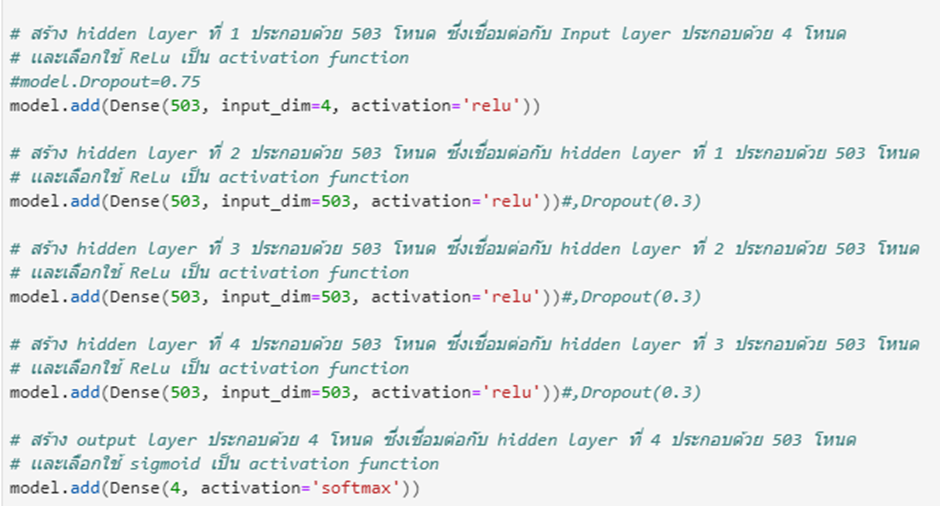 # สร้าง hidden layer ที่ 1 ประกอบด้วย 503 โหนด ซึ่งเชื่อมต่อกับ Input layer ประกอบด้วย 4 โหนด
# และเลือกใช้ ReLu เป็น activation function
#model.Dropout=0.75
model.add(Dense(503, input_dim=4, activation='relu'))
# สร้าง hidden layer ที่ 2 ประกอบด้วย 503 โหนด ซึ่งเชื่อมต่อกับ hidden layer ที่ 1 ประกอบด้วย 503 โหนด
# และเลือกใช้ ReLu เป็น activation function
model.add(Dense(503, input_dim=503, activation='relu'))#,Dropout(0.3)
# สร้าง hidden layer ที่ 3 ประกอบด้วย 503 โหนด ซึ่งเชื่อมต่อกับ hidden layer ที่ 2 ประกอบด้วย 503 โหนด
# และเลือกใช้ ReLu เป็น activation function
model.add(Dense(503, input_dim=503, activation='relu'))#,Dropout(0.3)
# สร้าง hidden layer ที่ 4 ประกอบด้วย 503 โหนด ซึ่งเชื่อมต่อกับ hidden layer ที่ 3 ประกอบด้วย 503 โหนด
# และเลือกใช้ ReLu เป็น activation function
model.add(Dense(503, input_dim=503, activation='relu'))#,Dropout(0.3)
# สร้าง output layer ประกอบด้วย 4 โหนด ซึ่งเชื่อมต่อกับ hidden layer ที่ 4 ประกอบด้วย 503 โหนด
# และเลือกใช้ sigmoid เป็น activation function
model.add(Dense(4, activation='softmax'))